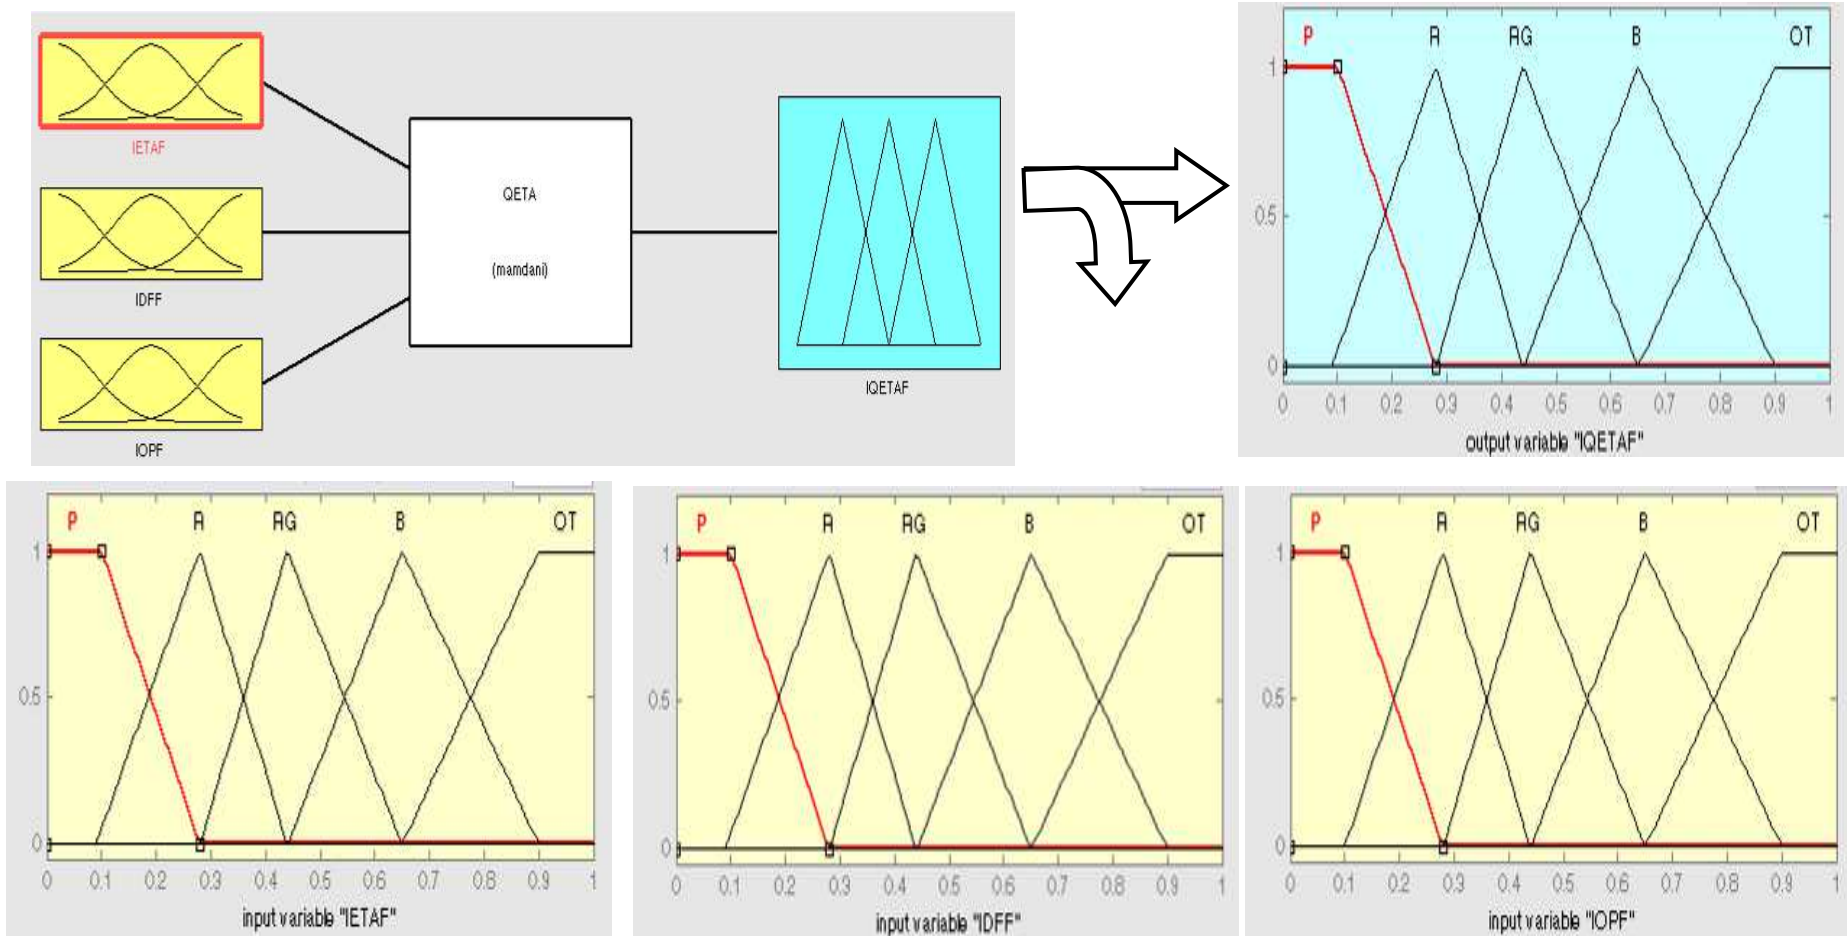 IETAF
IDFF
IOPF
QETA
(mamdani)
IQETAF
P R RG B OT
1
0.5
0
0 0.1 0.2 0.3 0.4 0.5 0.6 0.7 0.8 0.9 1
output variable "IQETAF"
P R RG B OT
1
0.5
0
0 0.1 0.2 0.3 0.4 0.5 0.6 0.7 0.8 0.9 1
input variable "IETAF"
P R RG B OT
1
0.5
0
0 0.1 0.2 0.3 0.4 0.5 0.6 0.7 0.8 0.9 1
input variable "IDFF"
P R RG B OT
1
0.5
0
0 0.1 0.2 0.3 0.4 0.5 0.6 0.7 0.8 0.9 1
input variable "IOPF"